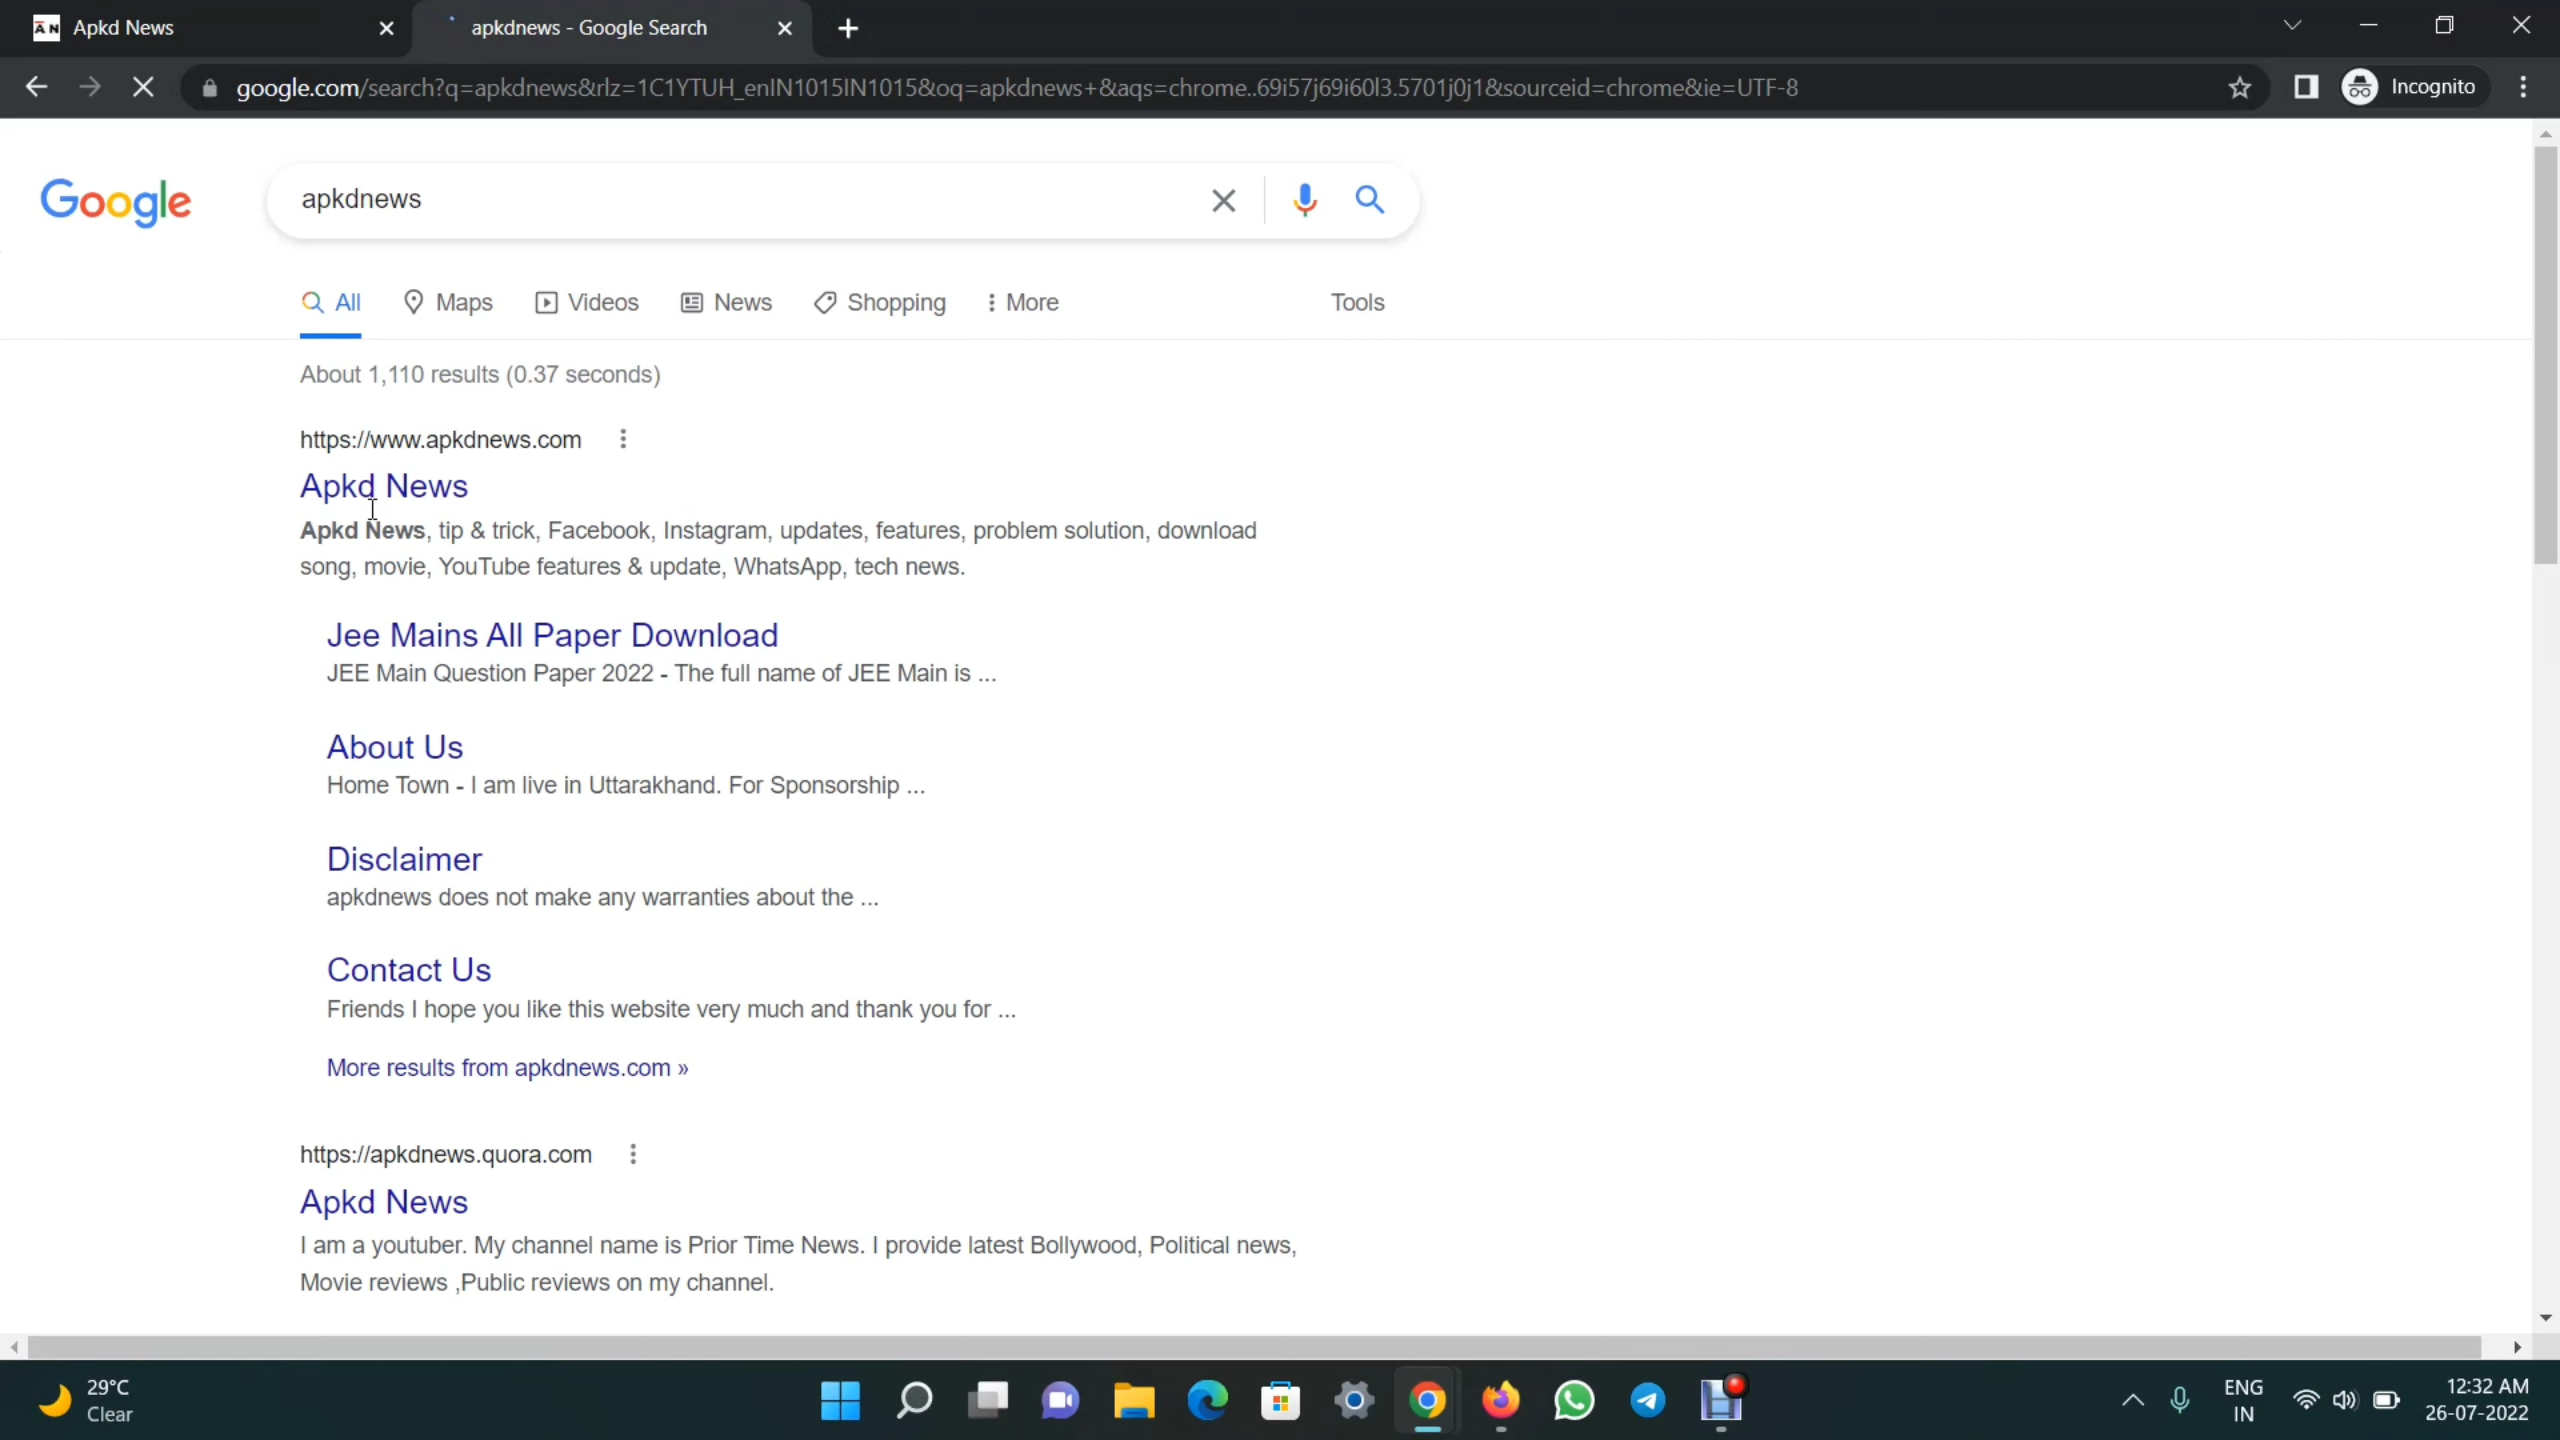 AN Apkd News
apkdnews - Google Search
google.com/search?q=apkdnews&rlz=1C1YTUH_enIN1015IN1015&oq=apkdnews+&aqs=chrome..69i57j69i60l3.5701j0j1&sourceid=chrome&ie=UTF-8
Incognito
Google
apkdnews
All Maps Videos News Shopping More Tools
About 1,110 results (0.37 seconds)
https://www.apkdnews.com
Apkd News
Apkd News, tip & trick, Facebook, Instagram, updates, features, problem solution, download
song, movie, YouTube features & update, WhatsApp, tech news.
Jee Mains All Paper Download
JEE Main Question Paper 2022 - The full name of JEE Main is ...
About Us
Home Town - I am live in Uttarakhand. For Sponsorship ...
Disclaimer
apkdnews does not make any warranties about the ...
Contact Us
Friends I hope you like this website very much and thank you for ...
More results from apkdnews.com »
https://apkdnews.quora.com
Apkd News
I am a youtuber. My channel name is Prior Time News. I provide latest Bollywood, Political news,
Movie reviews ,Public reviews on my channel.
29°C
Clear
ENG
IN
12:32 AM
26-07-2022